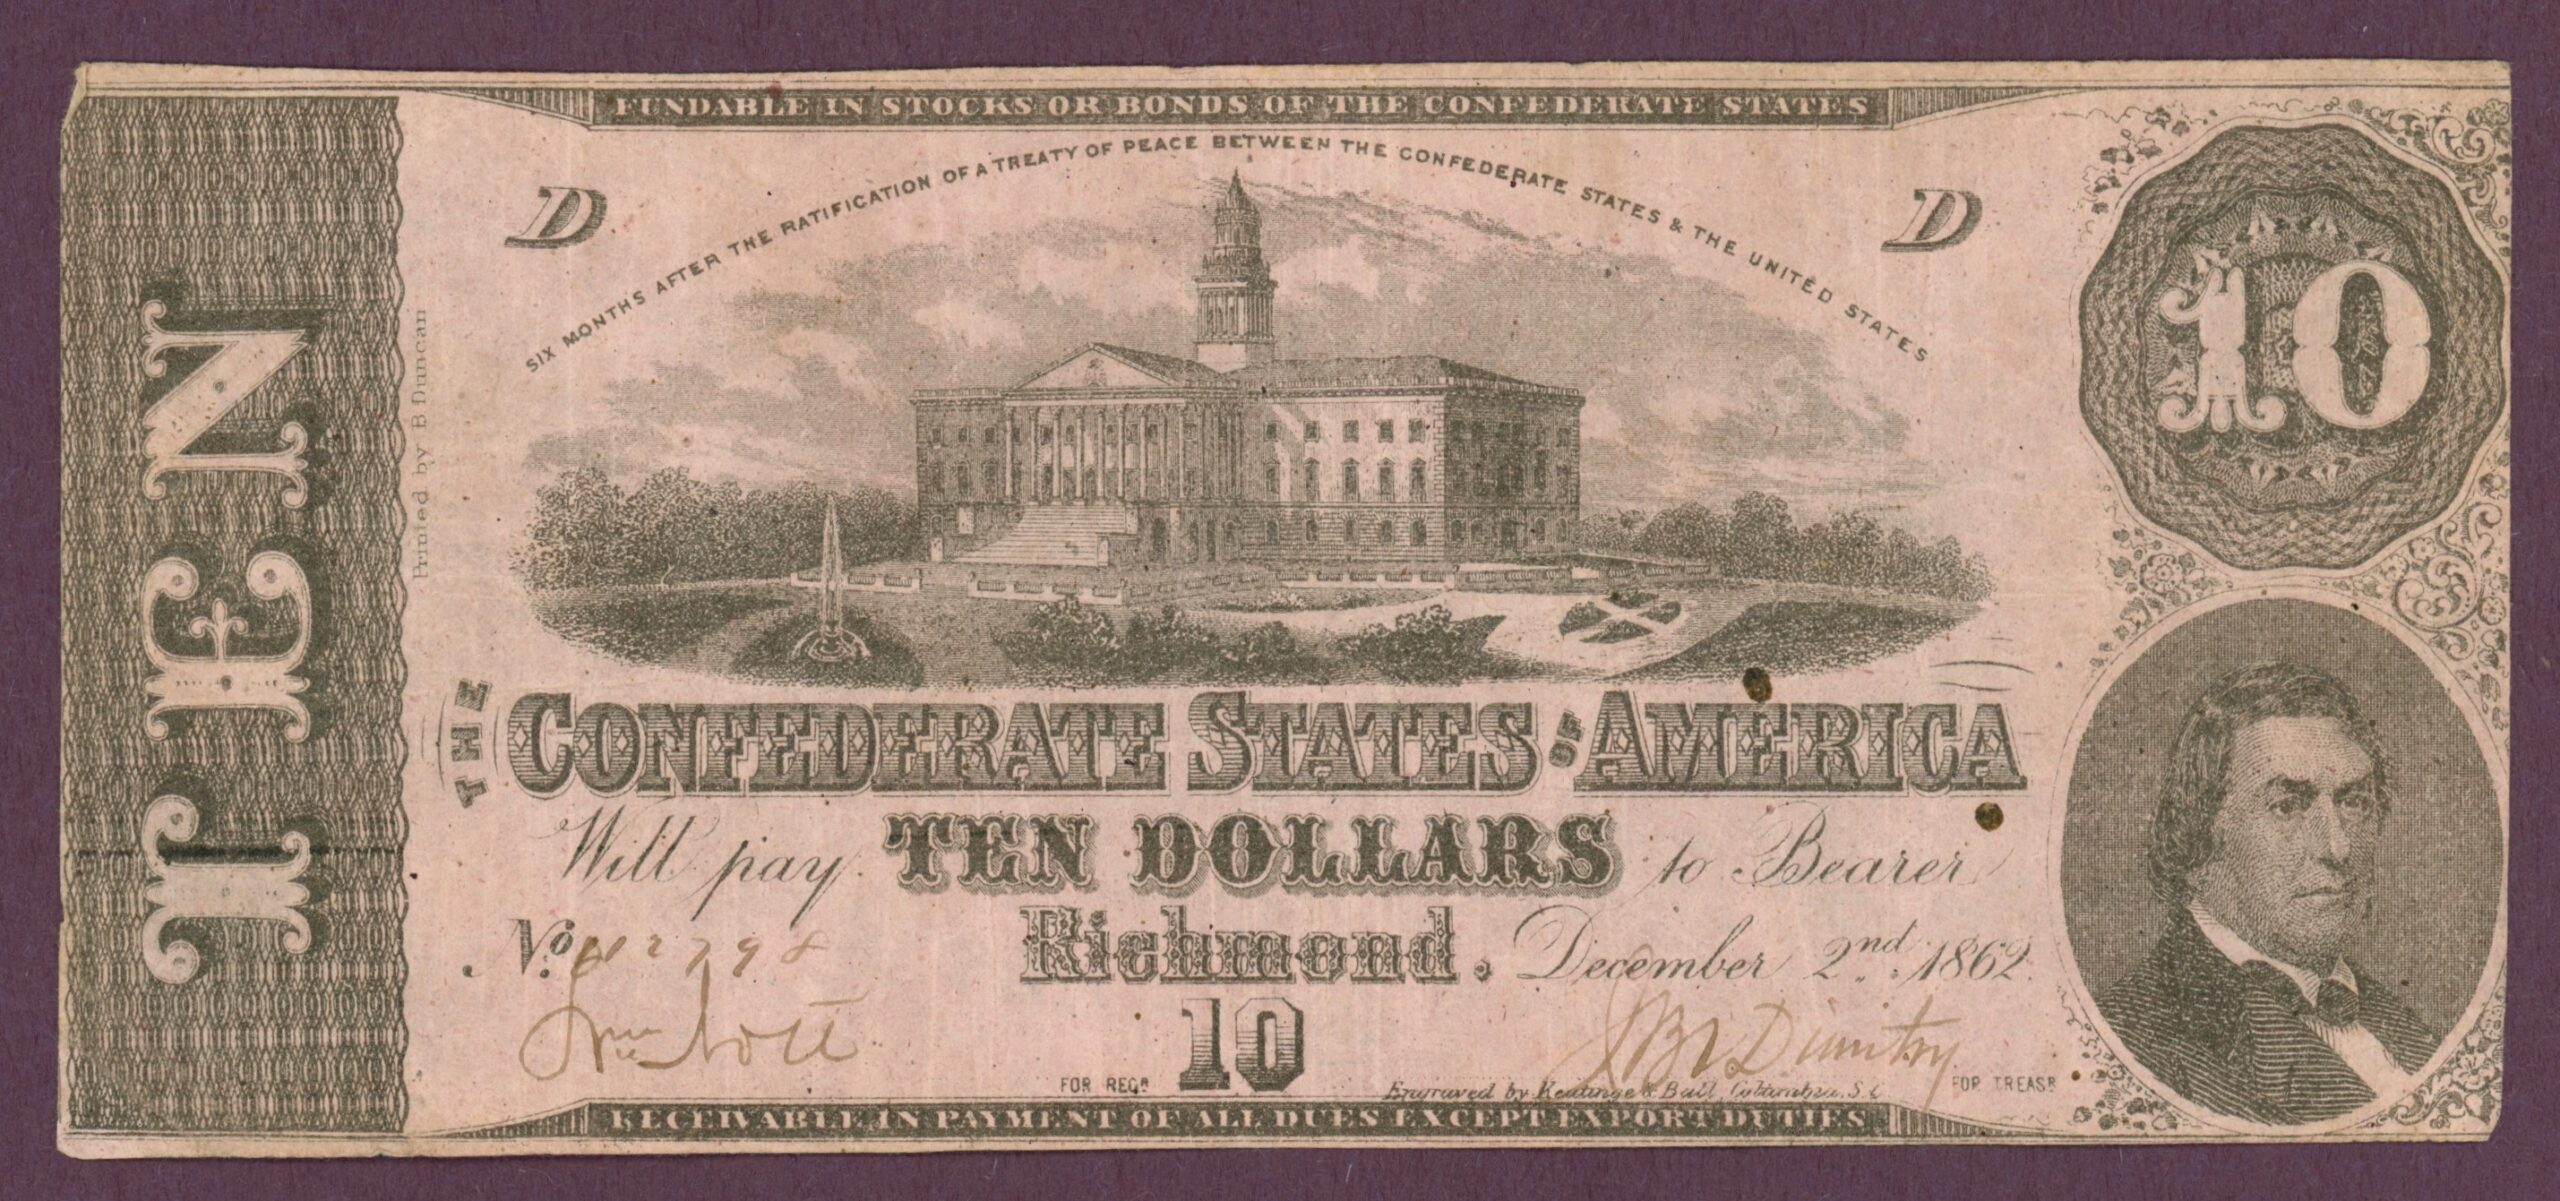 FUNDABLE IN STOCKS OR BONDS OF THE CONFEDERATE STATES
SIX MONTHS AFTER THE RATIFICATION OF A TREATY OF PEACE BETWEEN THE CONFEDERATE STATES & THE UNITED STATES
D D
10
TEN
Printed by B Duncan
THE CONFEDERATE STATES OF AMERICA
Will pay TEN DOLLARS to Bearer
No. Richmond, December 2nd. 1862
10
FOR REGR
Engraved by Keatinge & Ball, Columbia, S.C.
FOR TREASR
RECEIVABLE IN PAYMENT OF ALL DUES EXCEPT EXPORT DUTIES